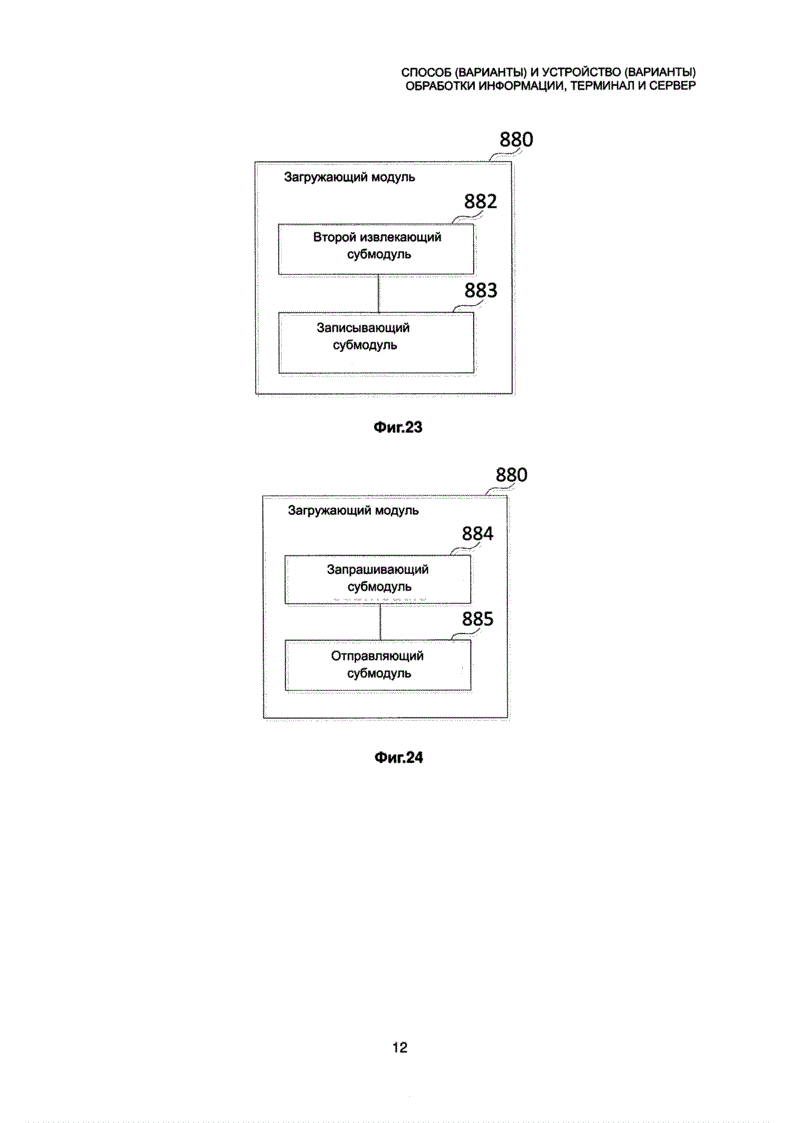 СПОСОБ (ВАРИАНТЫ) И УСТРОЙСТВО (ВАРИАНТЫ)
ОБРАБОТКИ ИНФОРМАЦИИ, ТЕРМИНАЛ И СЕРВЕР
880
Загружающий модуль
882
Второй извлекающий
субмодуль
883
Записывающий
субмодуль
Фиг.23
880
Загружающий модуль
884
Запрашивающий
субмодуль
885
Отправляющий
субмодуль
Фиг.24
12